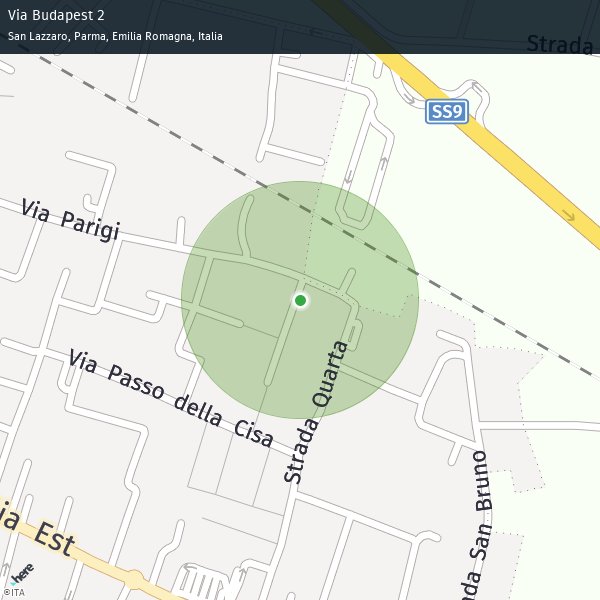 Via Budapest 2
San Lazzaro, Parma, Emilia Romagna, Italia
Strada
SS9
Via Parigi
Via Passo della Cisa
Strada Quarta
ada San Bruno
ia Est
here
©ITA